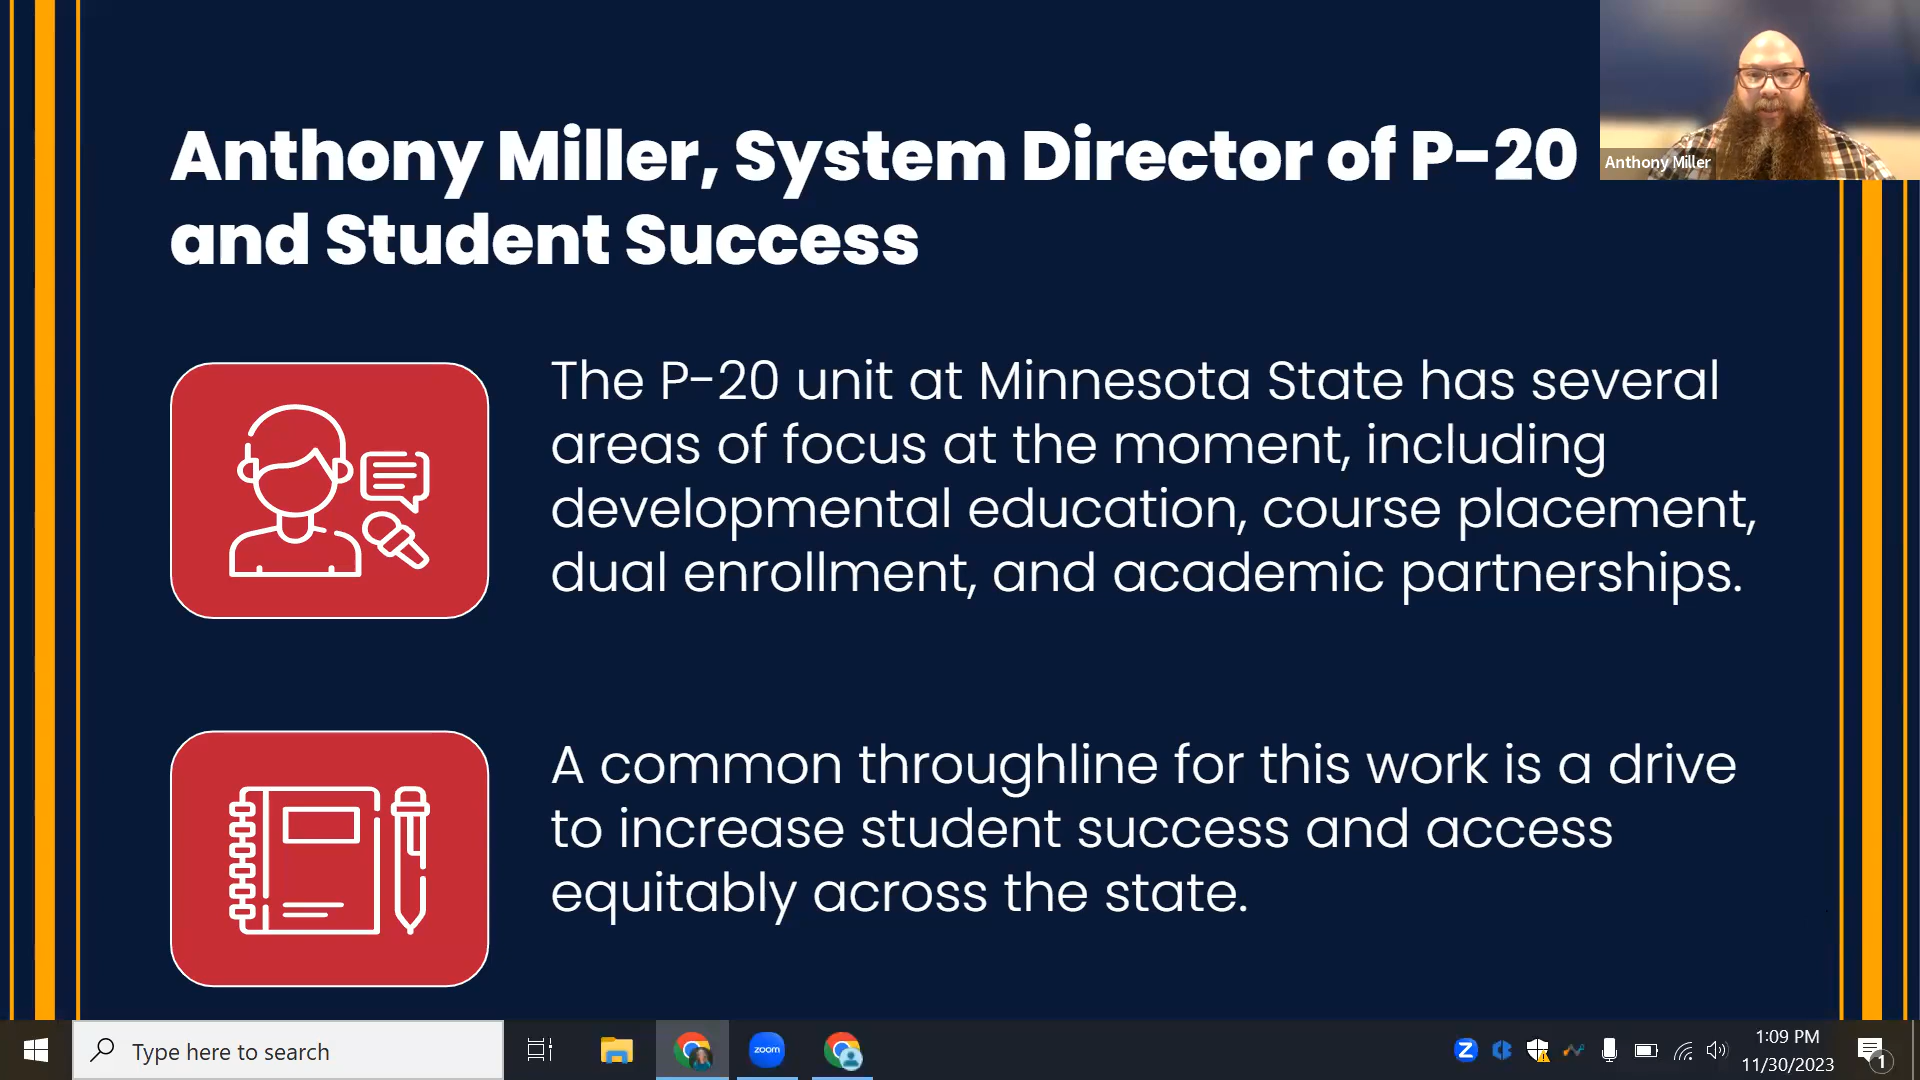 Anthony Miller, System Director of P-20
and Student Success
Anthony Miller
The P-20 unit at Minnesota State has several
areas of focus at the moment, including
developmental education, course placement,
dual enrollment, and academic partnerships.
A common throughline for this work is a drive
to increase student success and access
equitably across the state.
Type here to search
zoom
Z
1:09 PM
11/30/2023
1